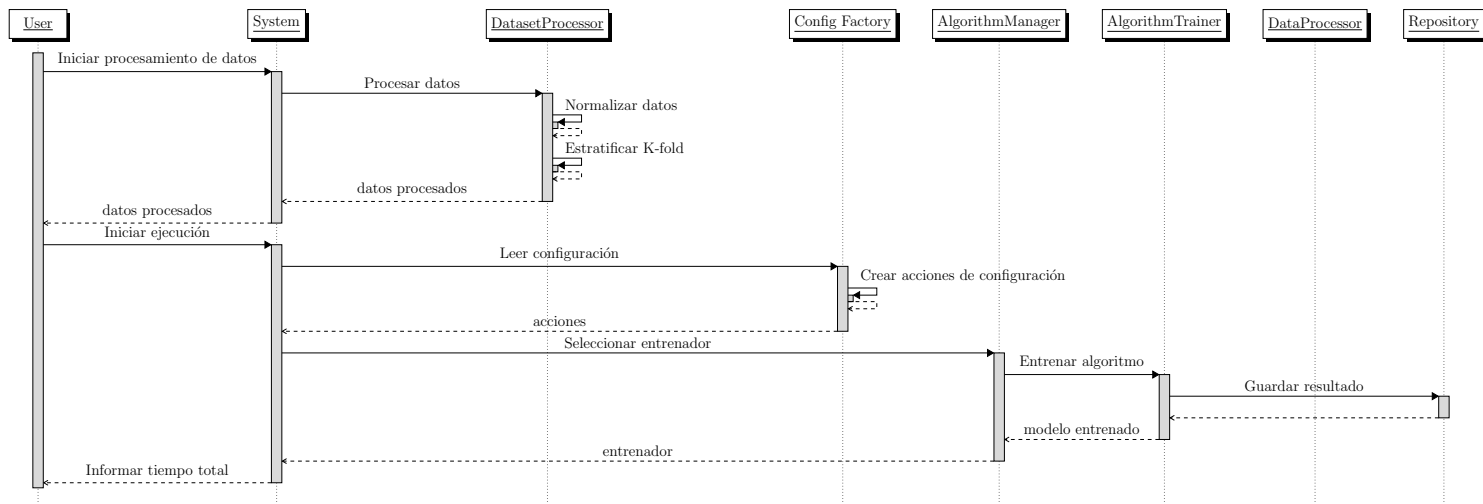 User
System
DatasetProcessor
Config Factory
AlgorithmManager
AlgorithmTrainer
DataProcessor
Repository
Iniciar procesamiento de datos
Procesar datos
Normalizar datos
Estratificar K-fold
datos procesados
datos procesados
Iniciar ejecución
Leer configuración
Crear acciones de configuración
acciones
Seleccionar entrenador
Entrenar algoritmo
Guardar resultado
modelo entrenado
entrenador
Informar tiempo total